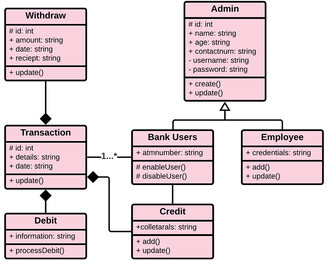 Withdraw
# id: int
+ amount: string
+ date: string
+ reciept: string
+ update()
Admin
# id: int
+ name: string
+ age: string
+ contactnum: string
- username: string
- password: string
+ create()
+ update()
Transaction
# id: int
+ details: string
+ date: string
+ update()
1...*
Bank Users
+ atmnumber: string
# enableUser()
# disableUser()
Employee
+ credentials: string
+ add()
+ update()
Debit
+ information: string
+ processDebit()
Credit
+colletarals: string
+ add()
+ update()